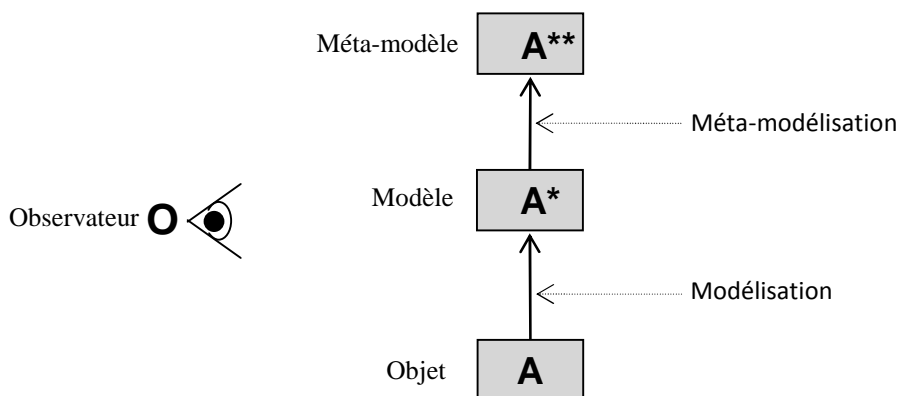 Méta-modèle A**
Méta-modélisation
Modèle A*
Observateur O
Modélisation
Objet A